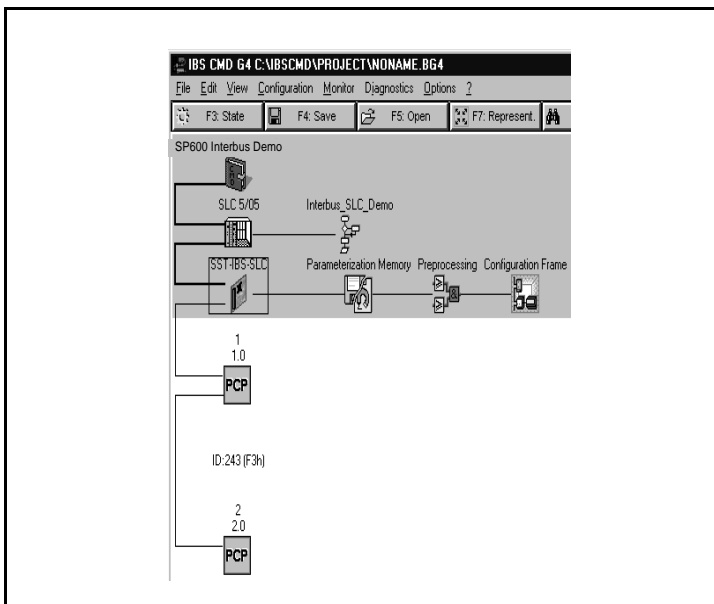 IBS CMD G4 C:\IBSCMD\PROJECT\NONAME.BG4
File Edit View Configuration Monitor Diagnostics Options ?
F3: State F4: Save F5: Open F7: Represent.
SP600 Interbus Demo
CMD
SLC 5/05 Interbus_SLC_Demo
SST-IBS-SLC Parameterization Memory Preprocessing Configuration Frame
1
1.0
PCP
ID:243 (F3h)
2
2.0
PCP